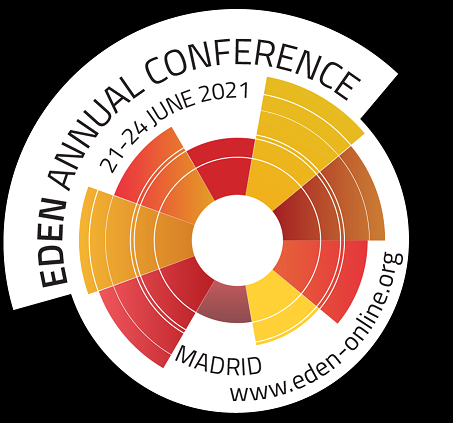 EDEN ANNUAL CONFERENCE
21-24 JUNE 2021
MADRID
www.eden-online.org